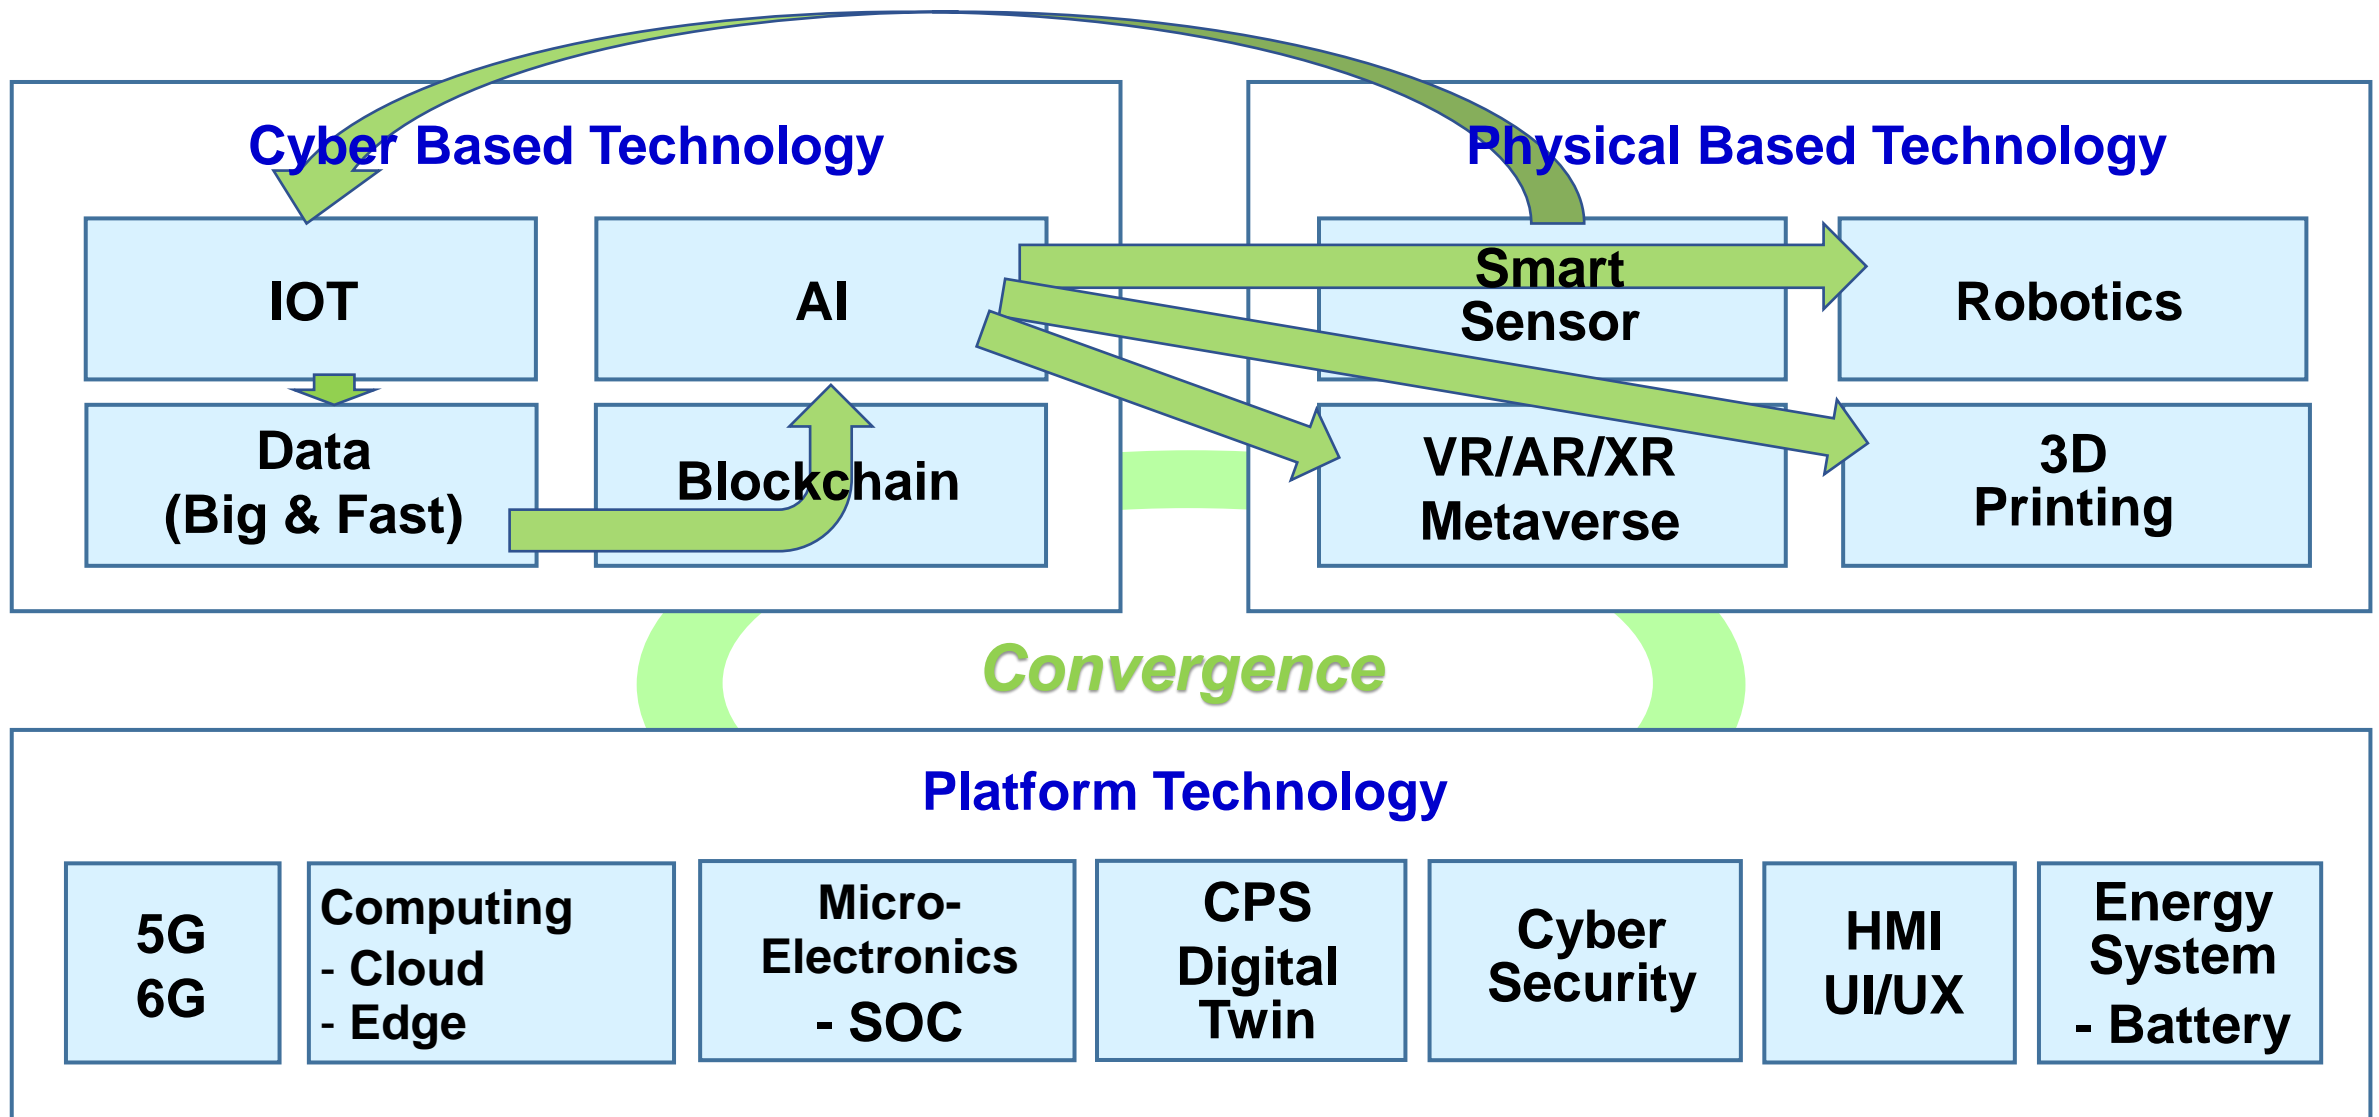 Cyber Based Technology
IOT
AI
Data
(Big & Fast)
Blockchain
Physical Based Technology
Smart
Sensor
Robotics
VR/AR/XR
Metaverse
3D
Printing
Convergence
Platform Technology
5G
6G
Computing
- Cloud
- Edge
Micro-
Electronics
- SOC
CPS
Digital
Twin
Cyber
Security
HMI
UI/UX
Energy
System
- Battery